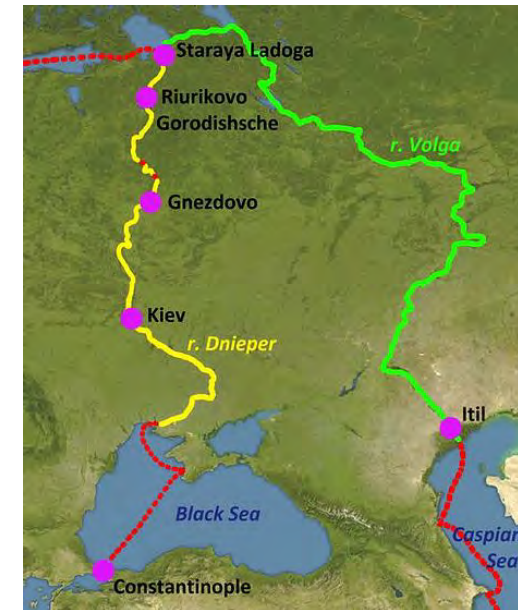 Staraya Ladoga
Riurikovo
Gorodishsche
r. Volga
Gnezdovo
Kiev
r. Dnieper
Itil
Black Sea
Caspian
Sea
Constantinople